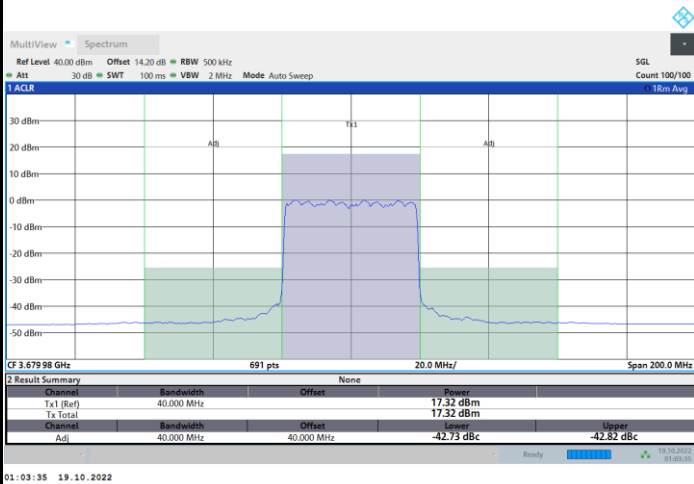 MultiView Spectrum
Ref Level 40.00 dBm Offset 14.20 dB RBW 500 kHz SGL
Att 30 dB SWT 100 ms VBW 2 MHz Mode Auto Sweep Count 100/100
1 ACLR 1Rm Avg
Tx1
Adj Adj
30 dBm
20 dBm
10 dBm
0 dBm
-10 dBm
-20 dBm
-30 dBm
-40 dBm
-50 dBm
CF 3.67998 GHz 691 pts 20.0 MHz/ Span 200.0 MHz
2 Result Summary None
Channel Bandwidth Offset Power
Tx1 (Ref) 40.000 MHz 17.32 dBm
Tx Total 17.32 dBm
Channel Bandwidth Offset Lower Upper
Adj 40.000 MHz 40.000 MHz -42.73 dBc -42.82 dBc
Ready 19.10.2022
01:03:35
01:03:35 19.10.2022